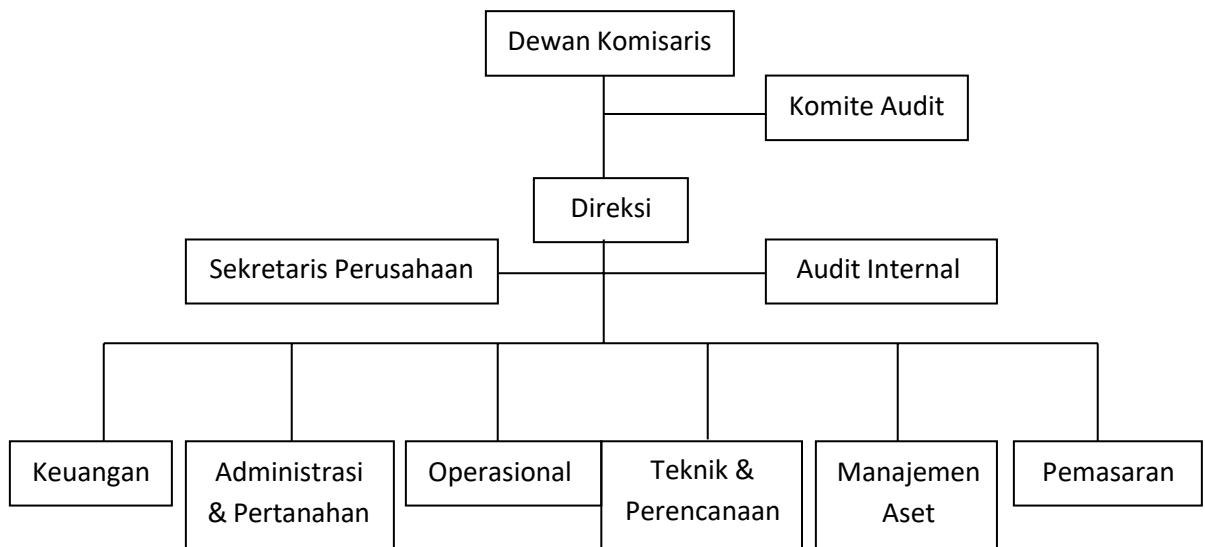 Dewan Komisaris
Komite Audit
Direksi
Sekretaris Perusahaan
Audit Internal
Keuangan
Administrasi
& Pertanahan
Operasional
Teknik &
Perencanaan
Manajemen
Aset
Pemasaran